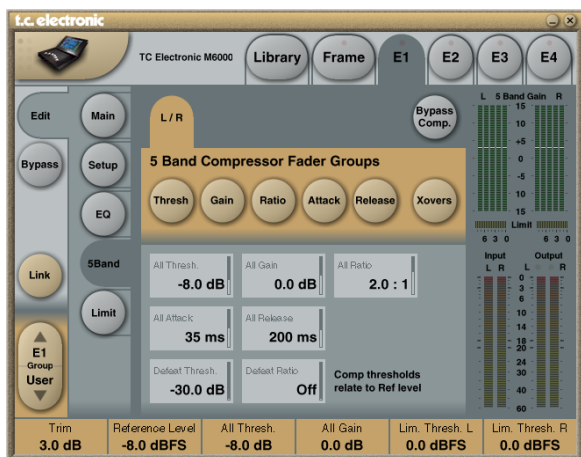 t.c. electronic
TC Electronic M6000
Library
Frame
E1
E2
E3
E4
Edit
Bypass
Link
E1
Group
User
Main
Setup
EQ
5Band
Limit
L / R
Bypass
Comp.
5 Band Compressor Fader Groups
Thresh
Gain
Ratio
Attack
Release
Xovers
All Thresh.
-8.0 dB
All Gain
0.0 dB
All Ratio
2.0 : 1
All Attack
35 ms
All Release
200 ms
Defeat Thresh.
-30.0 dB
Defeat Ratio
Off
Comp thresholds
relate to Ref level
L 5 Band Gain R
15
10
+5
0
-5
10
15
Limit
6 3 0 6 3 0
Input Output
L R L R
0
3
6
10
14
18
20
24
30
40
60
Trim
3.0 dB
Reference Level
-8.0 dBFS
All Thresh.
-8.0 dB
All Gain
0.0 dB
Lim. Thresh. L
0.0 dBFS
Lim. Thresh. R
0.0 dBFS